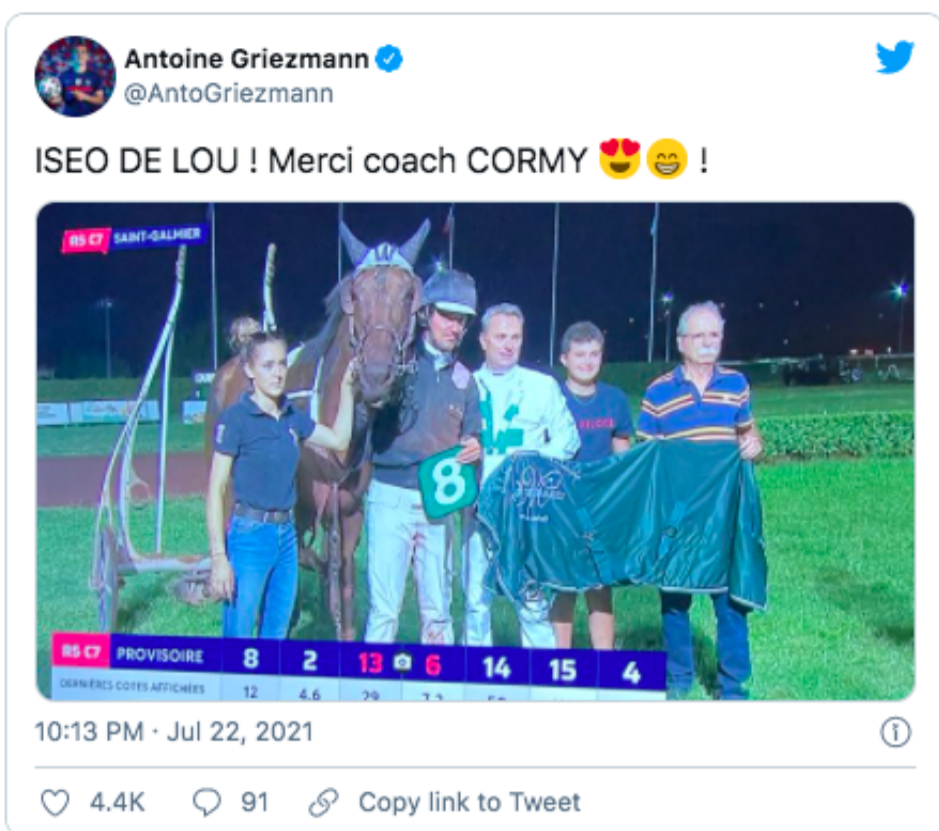 Antoine Griezmann
@AntoGriezmann
ISEO DE LOU ! Merci coach CORMY 😍😁 !
R5 C7 SAINT-GALMIER
8
R5 C7 PROVISOIRE 8 2 13 6 14 15 4
DERNIÈRES COTES AFFICHÉES 12 4.6 29 7.2
10:13 PM · Jul 22, 2021
4.4K 91 Copy link to Tweet